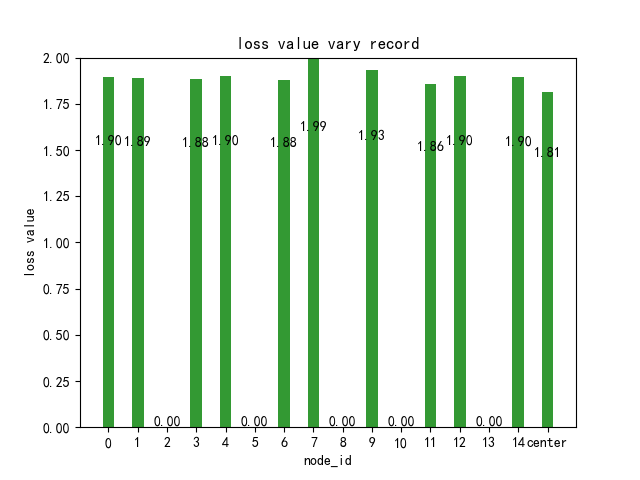 loss value vary record
2.00
1.75
1.50
1.25
1.00
0.75
0.50
0.25
0.00
loss value
1.90 1.89 0.00 1.88 1.90 0.00 1.88 1.99 0.00 1.93 0.00 1.86 1.90 0.00 1.90 1.81
0 1 2 3 4 5 6 7 8 9 10 11 12 13 14 center
node_id